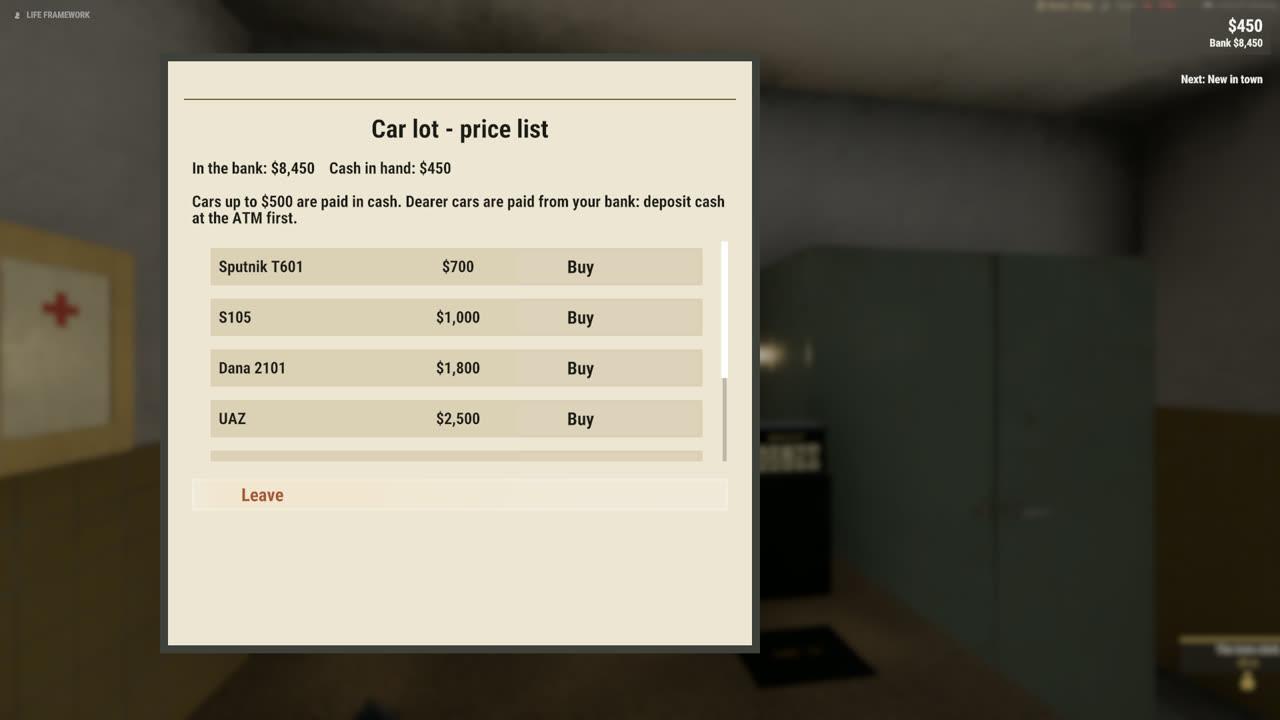 LIFE FRAMEWORK
$450
Bank $8,450
Next: New in town
Car lot - price list
In the bank: $8,450 Cash in hand: $450
Cars up to $500 are paid in cash. Dearer cars are paid from your bank: deposit cash
at the ATM first.
Sputnik T601 $700 Buy
S105 $1,000 Buy
Dana 2101 $1,800 Buy
UAZ $2,500 Buy
Leave